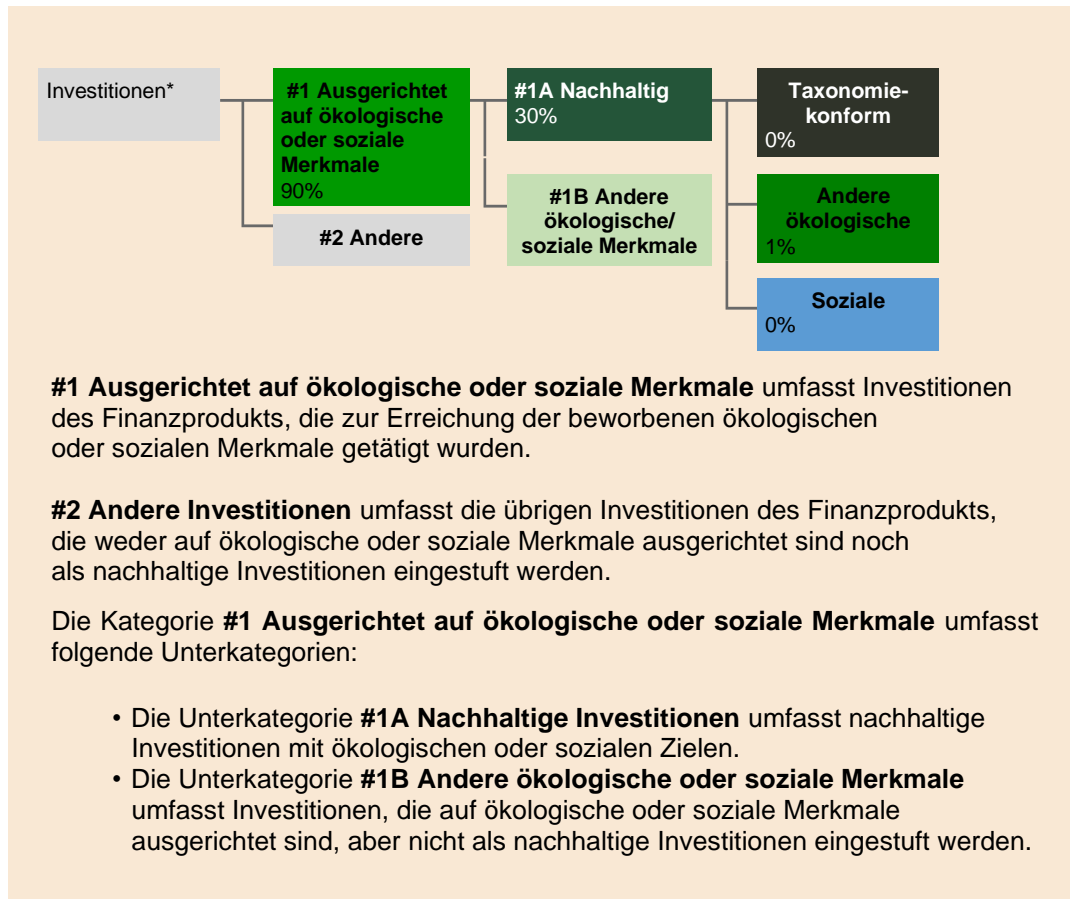 Investitionen*
#1 Ausgerichtet
auf ökologische
oder soziale
Merkmale
90%
#2 Andere
#1A Nachhaltig
30%
#1B Andere
ökologische/
soziale Merkmale
Taxonomie-
konform
0%
Andere
ökologische
1%
Soziale
0%
#1 Ausgerichtet auf ökologische oder soziale Merkmale umfasst Investitionen
des Finanzprodukts, die zur Erreichung der beworbenen ökologischen
oder sozialen Merkmale getätigt wurden.
#2 Andere Investitionen umfasst die übrigen Investitionen des Finanzprodukts,
die weder auf ökologische oder soziale Merkmale ausgerichtet sind noch
als nachhaltige Investitionen eingestuft werden.
Die Kategorie #1 Ausgerichtet auf ökologische oder soziale Merkmale umfasst
folgende Unterkategorien:
• Die Unterkategorie #1A Nachhaltige Investitionen umfasst nachhaltige
Investitionen mit ökologischen oder sozialen Zielen.
• Die Unterkategorie #1B Andere ökologische oder soziale Merkmale
umfasst Investitionen, die auf ökologische oder soziale Merkmale
ausgerichtet sind, aber nicht als nachhaltige Investitionen eingestuft werden.